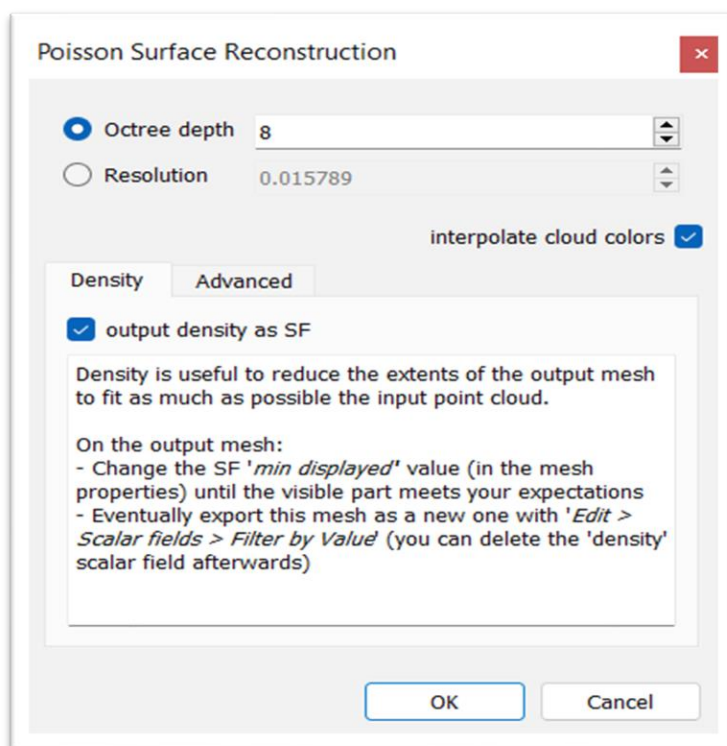 Poisson Surface Reconstruction
Octree depth 8
Resolution 0.015789
interpolate cloud colors
Density Advanced
output density as SF
Density is useful to reduce the extents of the output mesh
to fit as much as possible the input point cloud.
On the output mesh:
- Change the SF 'min displayed' value (in the mesh
properties) until the visible part meets your expectations
- Eventually export this mesh as a new one with 'Edit >
Scalar fields > Filter by Value' (you can delete the 'density'
scalar field afterwards)
OK Cancel